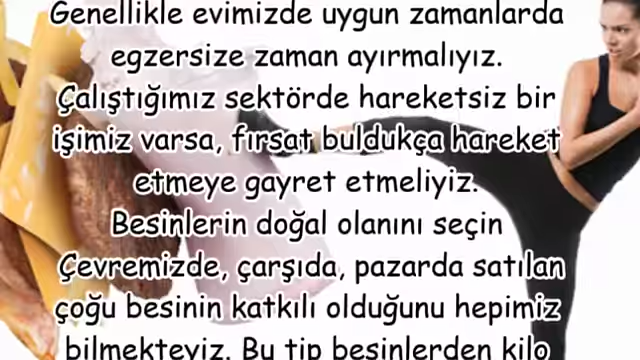 Genellikle evimizde uygun zamanlarda
egzersize zaman ayırmalıyız.
Çalıştığımız sektörde hareketsiz bir
işimiz varsa, fırsat buldukça hareket
etmeye gayret etmeliyiz.
Besinlerin doğal olanını seçin
Çevremizde, çarşıda, pazarda satılan
çoğu besinin katkılı olduğunu hepimiz
bilmekteyiz. Bu tip besinlerden kilo